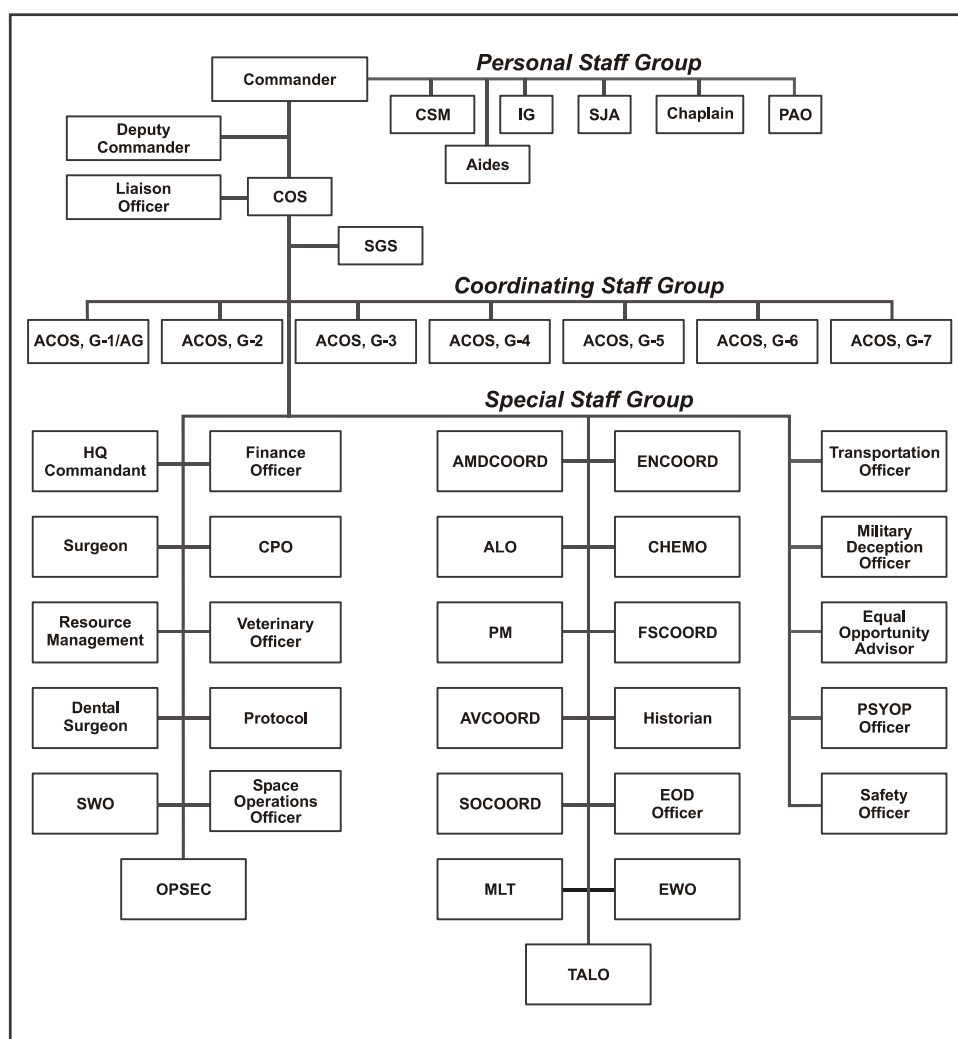 Personal Staff Group
Commander
CSM
IG
SJA
Chaplain
PAO
Aides
Deputy
Commander
Liaison
Officer
COS
SGS
Coordinating Staff Group
ACOS, G-1/AG
ACOS, G-2
ACOS, G-3
ACOS, G-4
ACOS, G-5
ACOS, G-6
ACOS, G-7
Special Staff Group
HQ
Commandant
Finance
Officer
AMDCOORD
ENCOORD
Transportation
Officer
Surgeon
CPO
ALO
CHEMO
Military
Deception
Officer
Resource
Management
Veterinary
Officer
PM
FSCOORD
Equal
Opportunity
Advisor
Dental
Surgeon
Protocol
AVCOORD
Historian
PSYOP
Officer
SWO
Space
Operations
Officer
SOCOORD
EOD
Officer
Safety
Officer
OPSEC
MLT
EWO
TALO